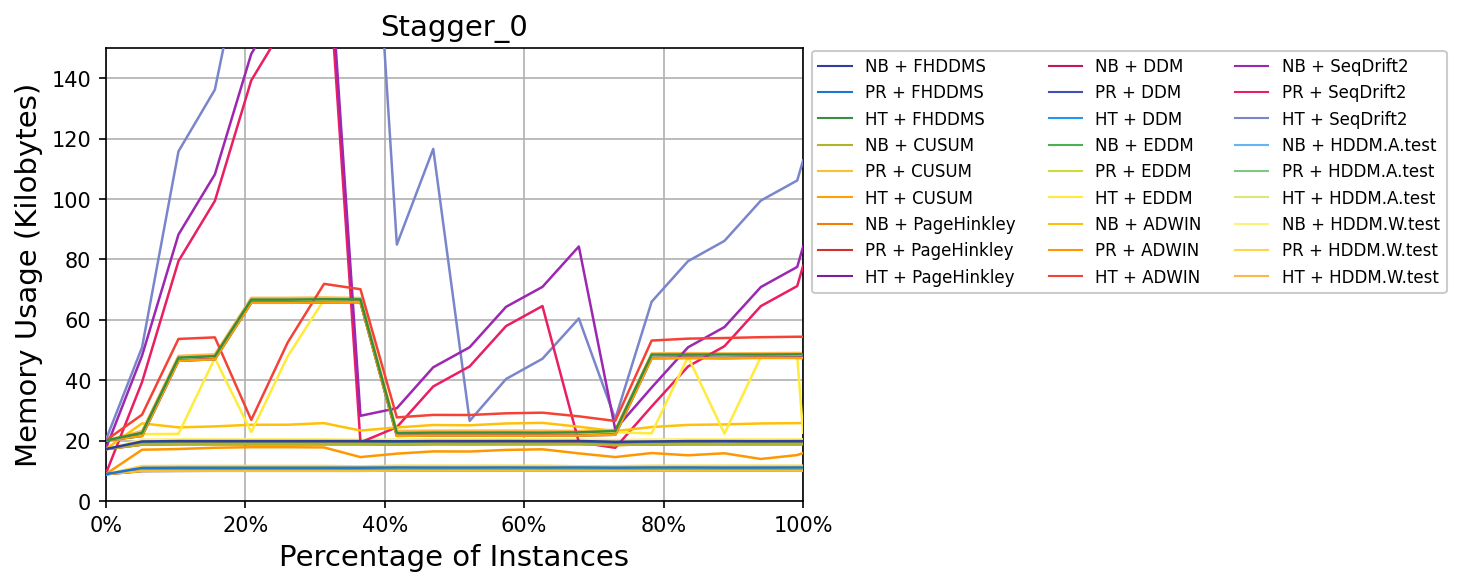 Stagger_0
Memory Usage (Kilobytes)
140
120
100
80
60
40
20
0
0%
20%
40%
60%
80%
100%
Percentage of Instances
NB + FHDDMS
PR + FHDDMS
HT + FHDDMS
NB + CUSUM
PR + CUSUM
HT + CUSUM
NB + PageHinkley
PR + PageHinkley
HT + PageHinkley
NB + DDM
PR + DDM
HT + DDM
NB + EDDM
PR + EDDM
HT + EDDM
NB + ADWIN
PR + ADWIN
HT + ADWIN
NB + SeqDrift2
PR + SeqDrift2
HT + SeqDrift2
NB + HDDM.A.test
PR + HDDM.A.test
HT + HDDM.A.test
NB + HDDM.W.test
PR + HDDM.W.test
HT + HDDM.W.test